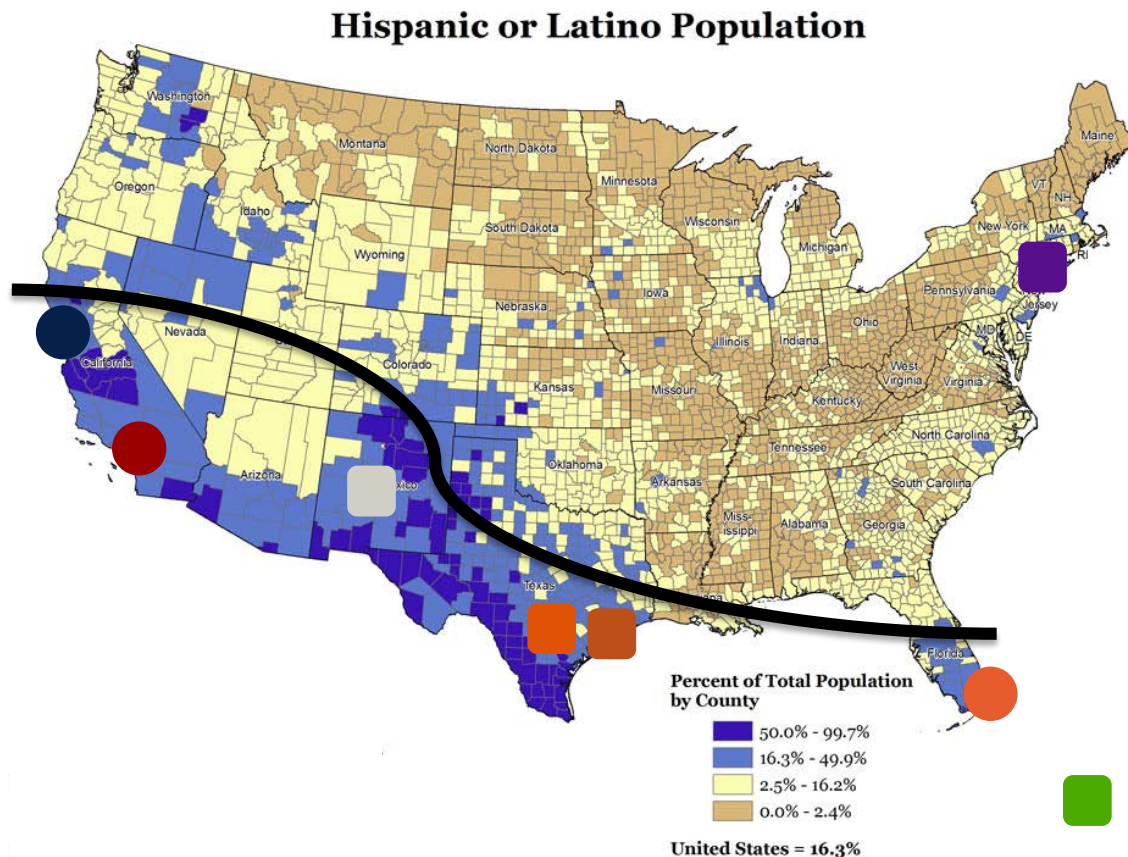 Hispanic or Latino Population
Washington
Montana
North Dakota
Minnesota
Maine
VT
NH
Oregon
Idaho
South Dakota
Wisconsin
Michigan
New York
MA
RI
Wyoming
Nebraska
Iowa
Pennsylvania
Jersey
Nevada
Colorado
Illinois
Indiana
Ohio
MD
DE
California
Kansas
Missouri
West
Virginia
Virginia
Kentucky
Arizona
xico
Oklahoma
Arkansas
Tennessee
North Carolina
South Carolina
Miss-
issippi
Alabama
Georgia
Texas
Florida
Percent of Total Population
by County
50.0% - 99.7%
16.3% - 49.9%
2.5% - 16.2%
0.0% - 2.4%
United States = 16.3%